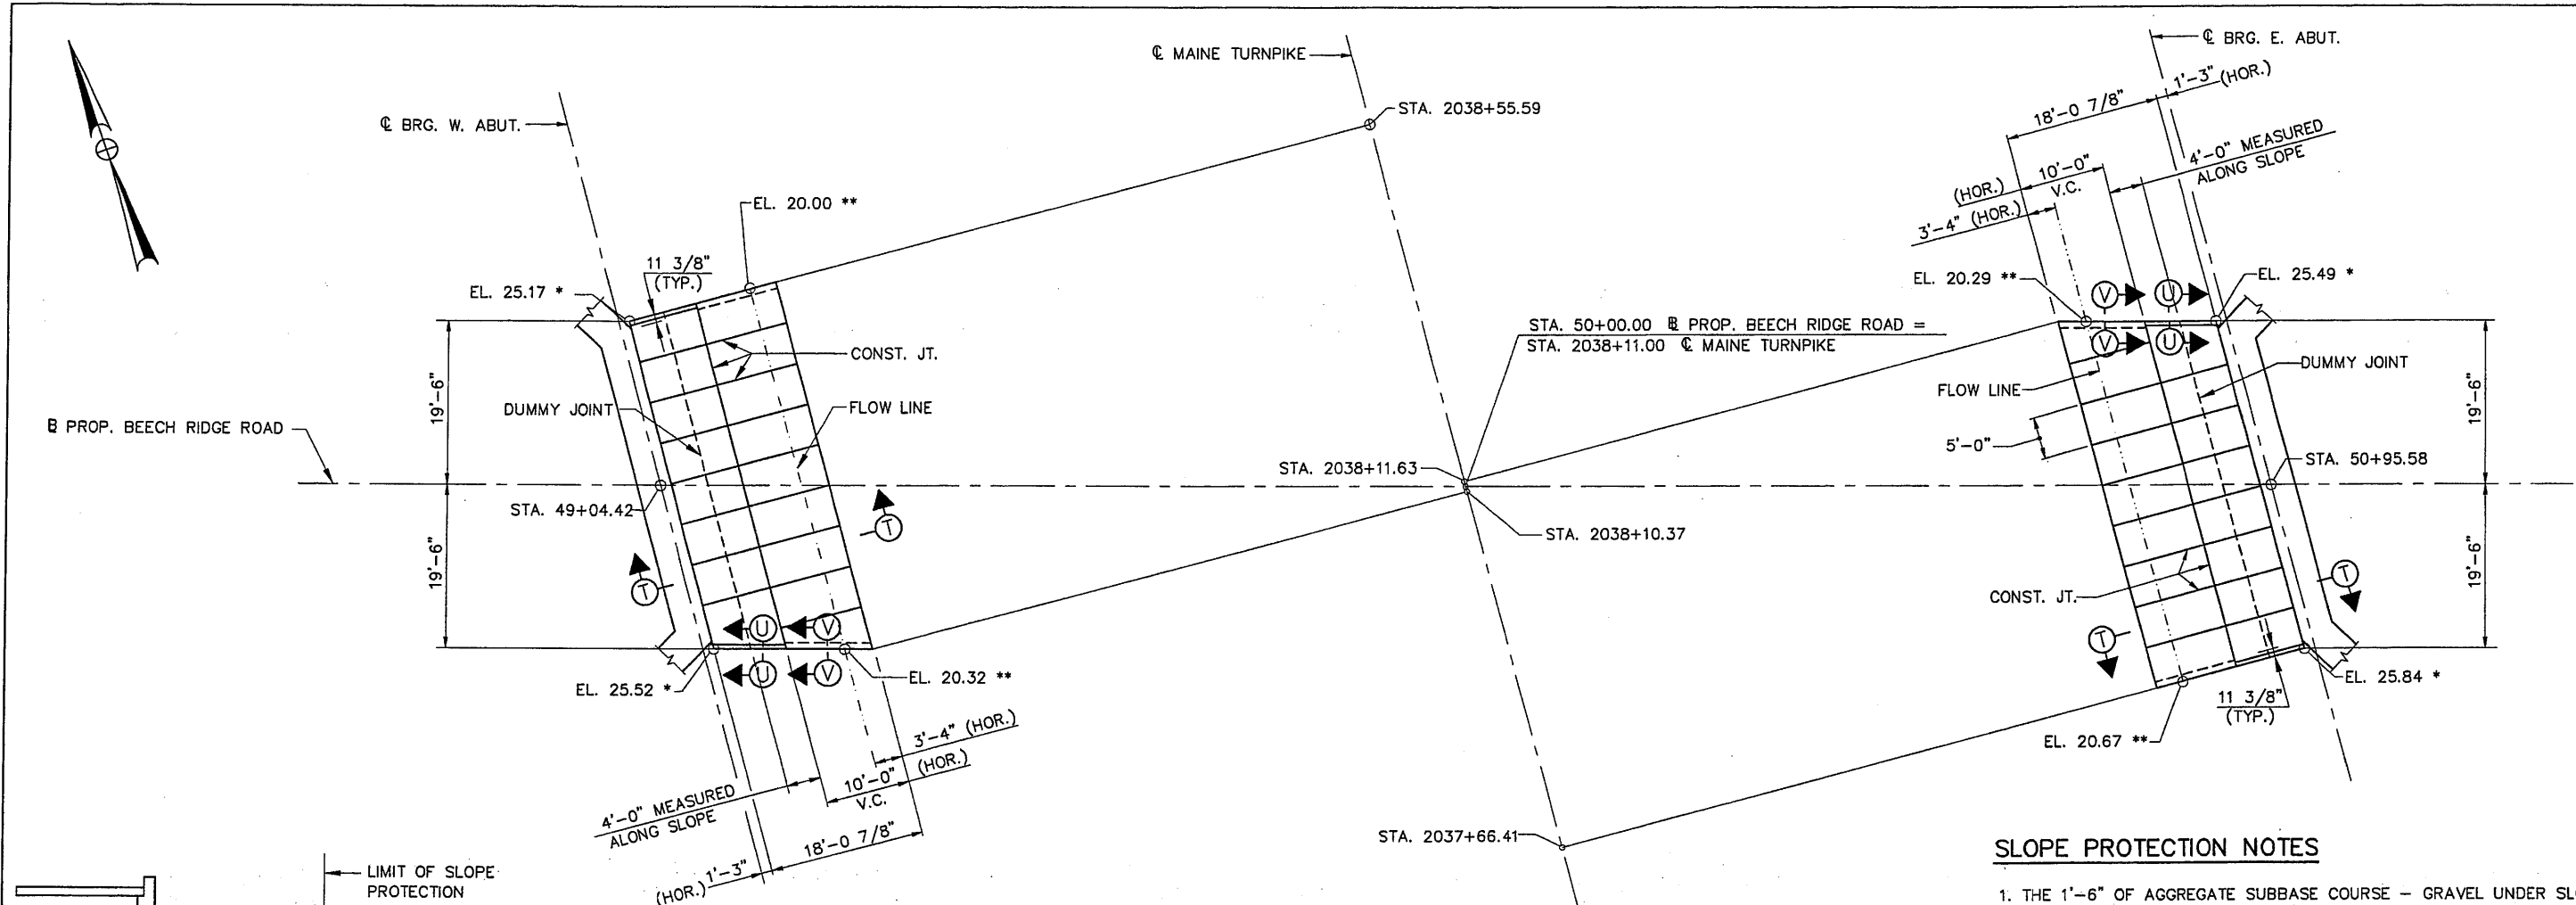 ℄ MAINE TURNPIKE
℄ BRG. E. ABUT.
1'-3" (HOR.)
18'-0 7/8"
4'-0" MEASURED
ALONG SLOPE
(HOR.)
10'-0"
V.C.
3'-4" (HOR.)
℄ BRG. W. ABUT.
STA. 2038+55.59
EL. 20.00 **
11 3/8"
(TYP.)
EL. 25.17 *
EL. 20.29 **
EL. 25.49 *
V
U
V
U
STA. 50+00.00 B PROP. BEECH RIDGE ROAD =
STA. 2038+11.00 ℄ MAINE TURNPIKE
CONST. JT.
DUMMY JOINT
FLOW LINE
19'-6"
DUMMY JOINT
FLOW LINE
19'-6"
B PROP. BEECH RIDGE ROAD
5'-0"
STA. 2038+11.63
STA. 50+95.58
STA. 49+04.42
T
STA. 2038+10.37
19'-6"
T
CONST. JT.
T
19'-6"
U
V
T
U
V
EL. 25.52 *
EL. 20.32 **
EL. 25.84 *
11 3/8"
(TYP.)
EL. 20.67 **
3'-4" (HOR.)
(HOR.)
10'-0"
V.C.
4'-0" MEASURED
ALONG SLOPE
18'-0 7/8"
(HOR.) 1'-3"
STA. 2037+66.41
LIMIT OF SLOPE
PROTECTION
SLOPE PROTECTION NOTES
1. THE 1'-6" OF AGGREGATE SUBBASE COURSE - GRAVEL UNDER